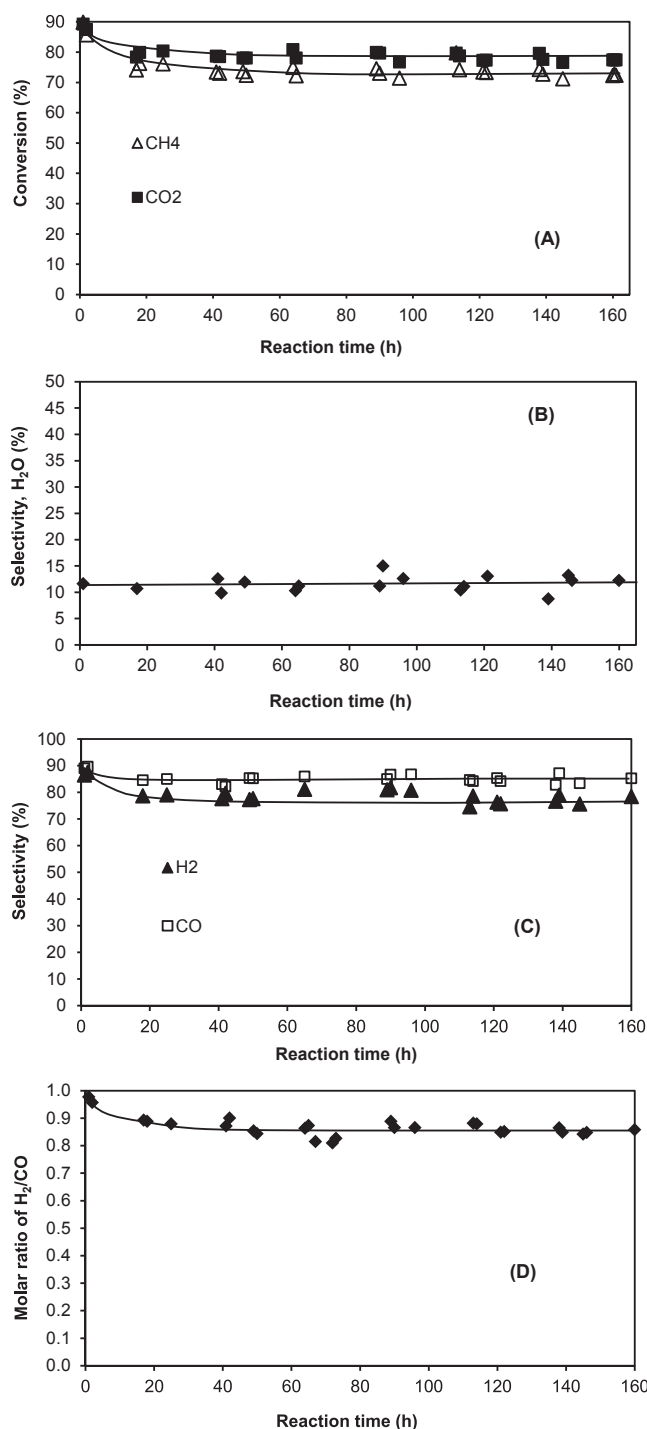 90
80
70
60
50
40
30
20
10
0
Conversion (%)
CH4
CO2
(A)
0 20 40 60 80 100 120 140 160
Reaction time (h)
50
45
40
35
30
25
20
15
10
5
0
Selectivity, H₂O (%)
(B)
0 20 40 60 80 100 120 140 160
Reaction time (h)
100
90
80
70
60
50
40
30
20
10
0
Selectivity (%)
H2
CO
(C)
0 20 40 60 80 100 120 140 160
Reaction time (h)
1.0
0.9
0.8
0.7
0.6
0.5
0.4
0.3
0.2
0.1
0.0
Molar ratio of H₂/CO
(D)
0 20 40 60 80 100 120 140 160
Reaction time (h)